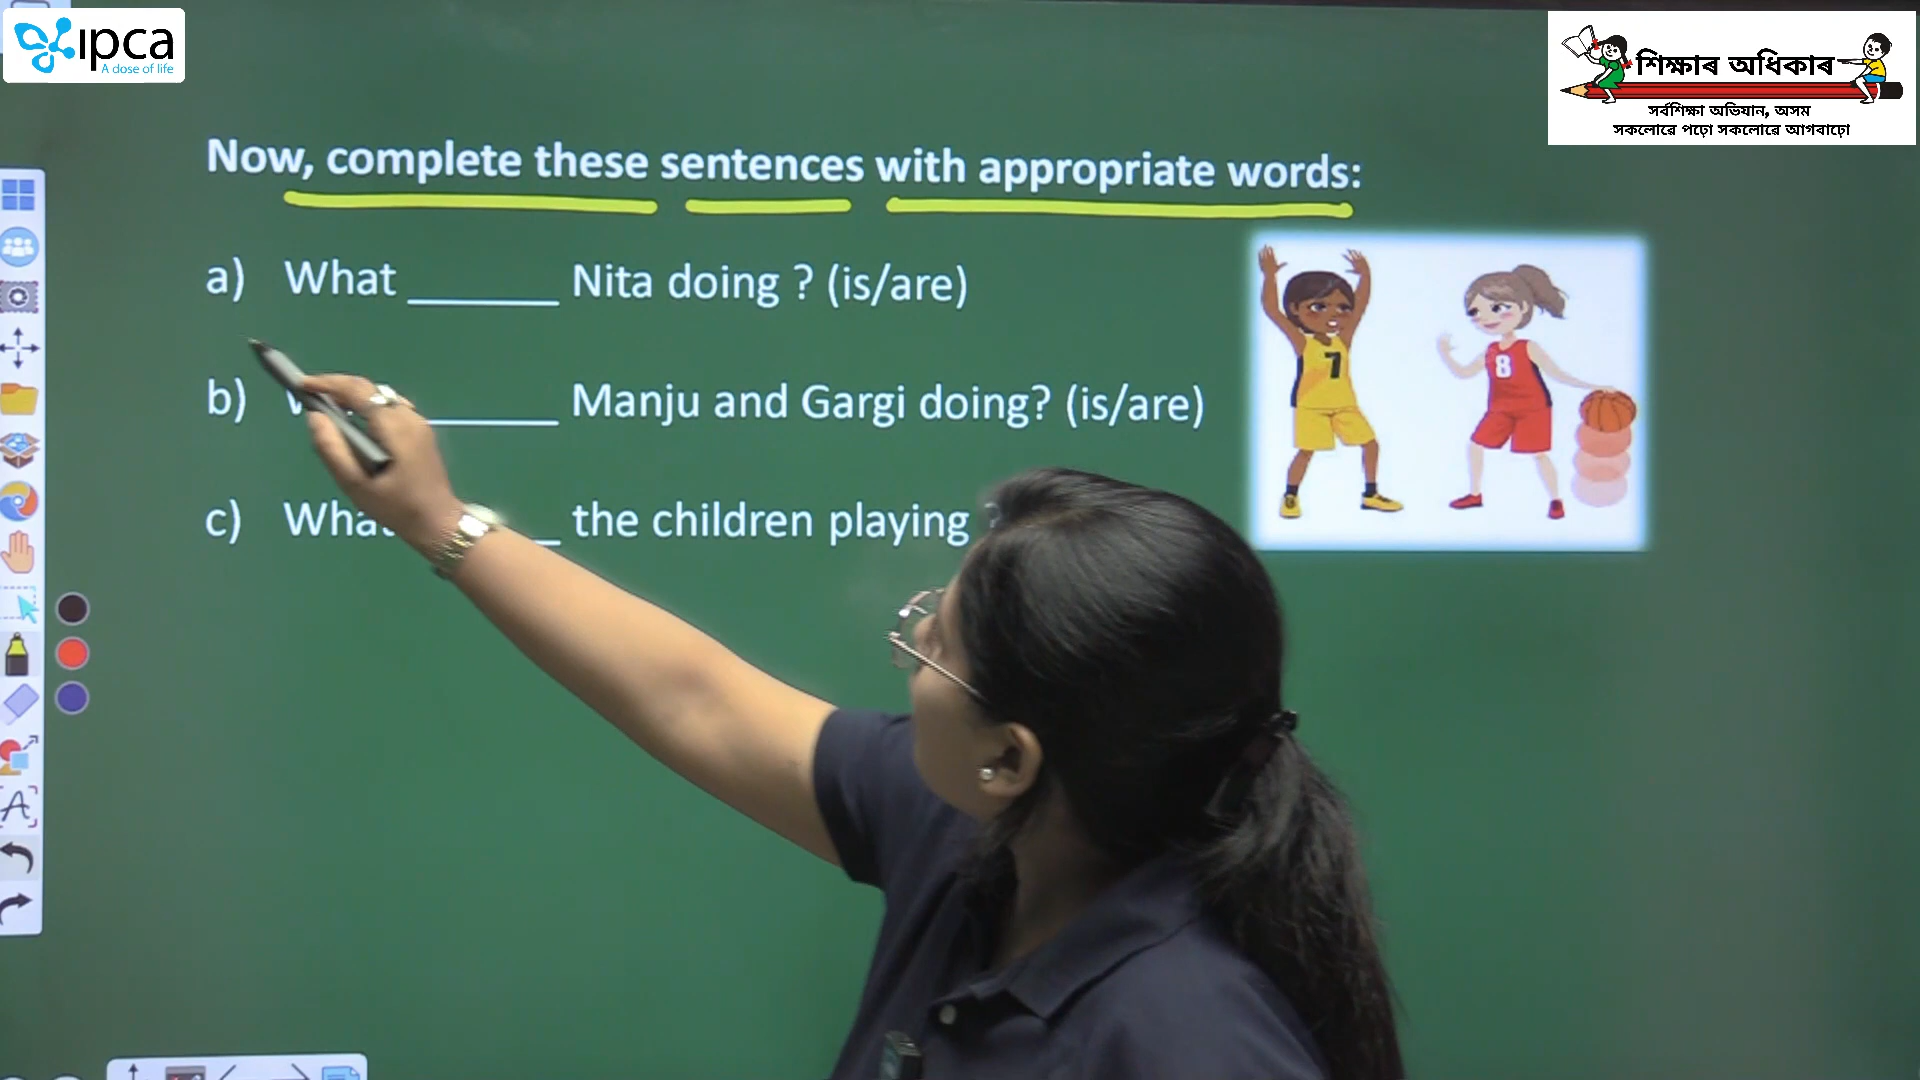 ipca
A dose of life
শিক্ষাৰ অধিকাৰ
সৰ্বশিক্ষা অভিযান, অসম
সকলোৱে পঢ়ো সকলোৱে আগবাঢ়ো
Now, complete these sentences with appropriate words:
a) What ______ Nita doing ? (is/are)
b) ______ Manju and Gargi doing? (is/are)
c) What ______ the children playing
7
8